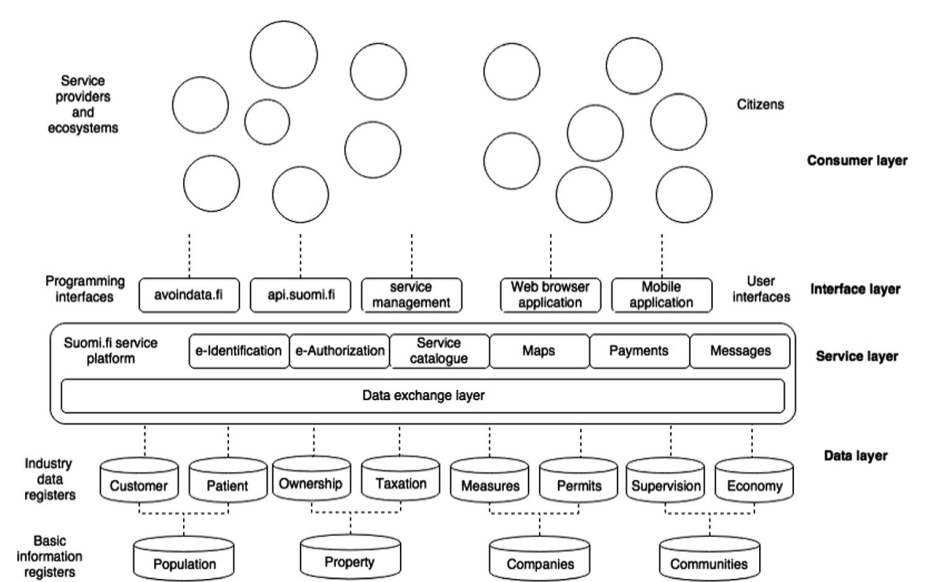 Service
providers
and
ecosystems
Citizens
Consumer layer
Programming
interfaces
avoindata.fi
api.suomi.fi
service
management
Web browser
application
Mobile
application
User
interfaces
Interface layer
Suomi.fi service
platform
e-Identification
e-Authorization
Service
catalogue
Maps
Payments
Messages
Service layer
Data exchange layer
Data layer
Industry
data
registers
Customer
Patient
Ownership
Taxation
Measures
Permits
Supervision
Economy
Basic
information
registers
Population
Property
Companies
Communities